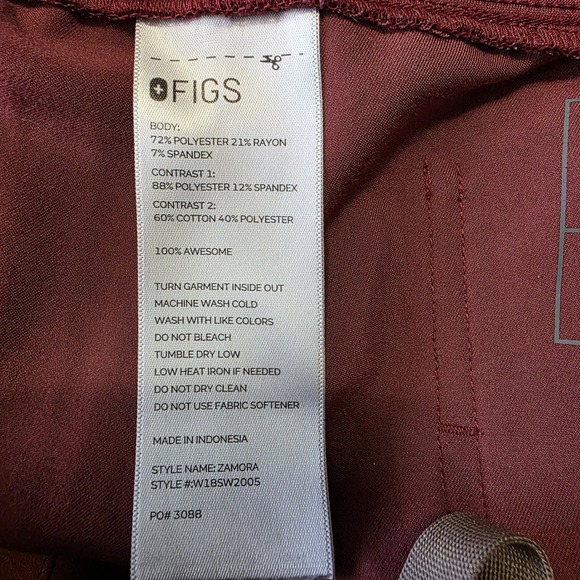 FIGS
BODY:
72% POLYESTER 21% RAYON
7% SPANDEX
CONTRAST 1:
88% POLYESTER 12% SPANDEX
CONTRAST 2:
60% COTTON 40% POLYESTER
100% AWESOME
TURN GARMENT INSIDE OUT
MACHINE WASH COLD
WASH WITH LIKE COLORS
DO NOT BLEACH
TUMBLE DRY LOW
LOW HEAT IRON IF NEEDED
DO NOT DRY CLEAN
DO NOT USE FABRIC SOFTENER
MADE IN INDONESIA
STYLE NAME: ZAMORA
STYLE #:W18SW2005
PO# 3088